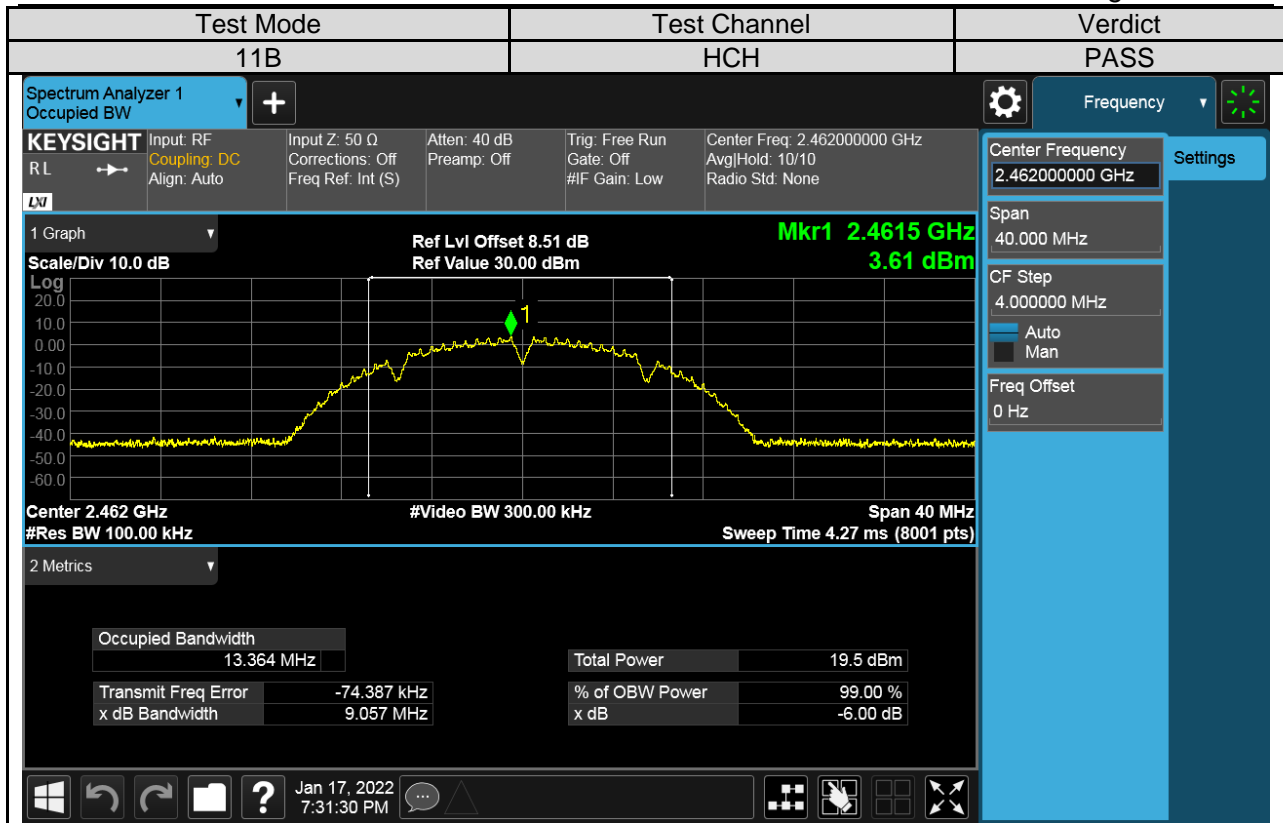 Test Mode Test Channel Verdict
11B HCH PASS
Spectrum Analyzer 1
Occupied BW
+
Frequency
KEYSIGHT Input: RF Input Z: 50 Ω Atten: 40 dB Trig: Free Run Center Freq: 2.462000000 GHz
R L Coupling: DC Corrections: Off Preamp: Off Gate: Off Avg|Hold: 10/10
Align: Auto Freq Ref: Int (S) #IF Gain: Low Radio Std: None
LXI
Center Frequency
2.462000000 GHz
Settings
Span
40.000 MHz
CF Step
4.000000 MHz
Auto
Man
Freq Offset
0 Hz
1 Graph
Scale/Div 10.0 dB
Ref Lvl Offset 8.51 dB
Ref Value 30.00 dBm
Mkr1 2.4615 GHz
3.61 dBm
Log
20.0
10.0
0.00
-10.0
-20.0
-30.0
-40.0
-50.0
-60.0
1
Center 2.462 GHz #Video BW 300.00 kHz Span 40 MHz
#Res BW 100.00 kHz Sweep Time 4.27 ms (8001 pts)
2 Metrics
Occupied Bandwidth
13.364 MHz
Total Power 19.5 dBm
Transmit Freq Error -74.387 kHz % of OBW Power 99.00 %
x dB Bandwidth 9.057 MHz x dB -6.00 dB
?
Jan 17, 2022
7:31:30 PM